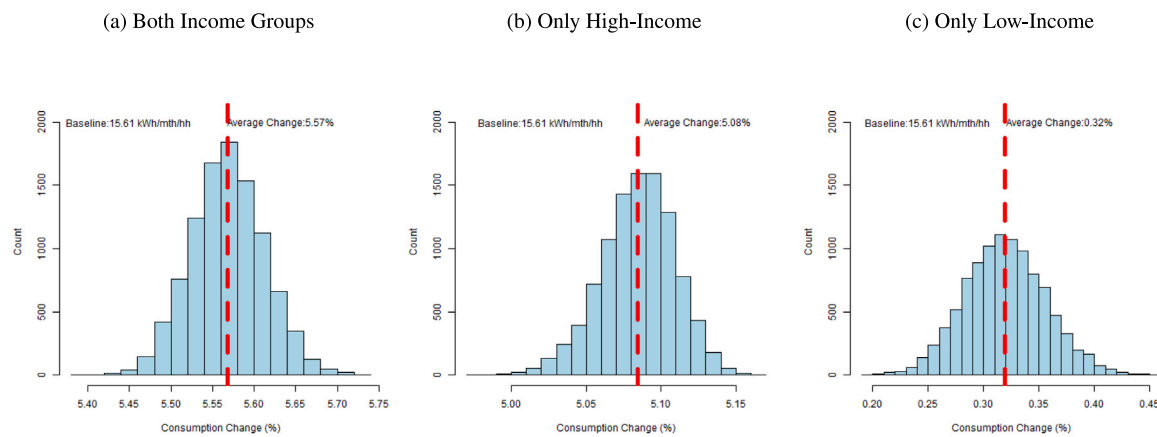 (a) Both Income Groups
Baseline:15.61 kWh/mth/hh
Average Change:5.57%
2000
1500
1000
500
0
Count
5.40
5.45
5.50
5.55
5.60
5.65
5.70
5.75
Consumption Change (%)
(b) Only High-Income
Baseline:15.61 kWh/mth/hh
Average Change:5.08%
2000
1500
1000
500
0
Count
5.00
5.05
5.10
5.15
Consumption Change (%)
(c) Only Low-Income
Baseline:15.61 kWh/mth/hh
Average Change:0.32%
2000
1500
1000
500
0
Count
0.20
0.25
0.30
0.35
0.40
0.45
Consumption Change (%)